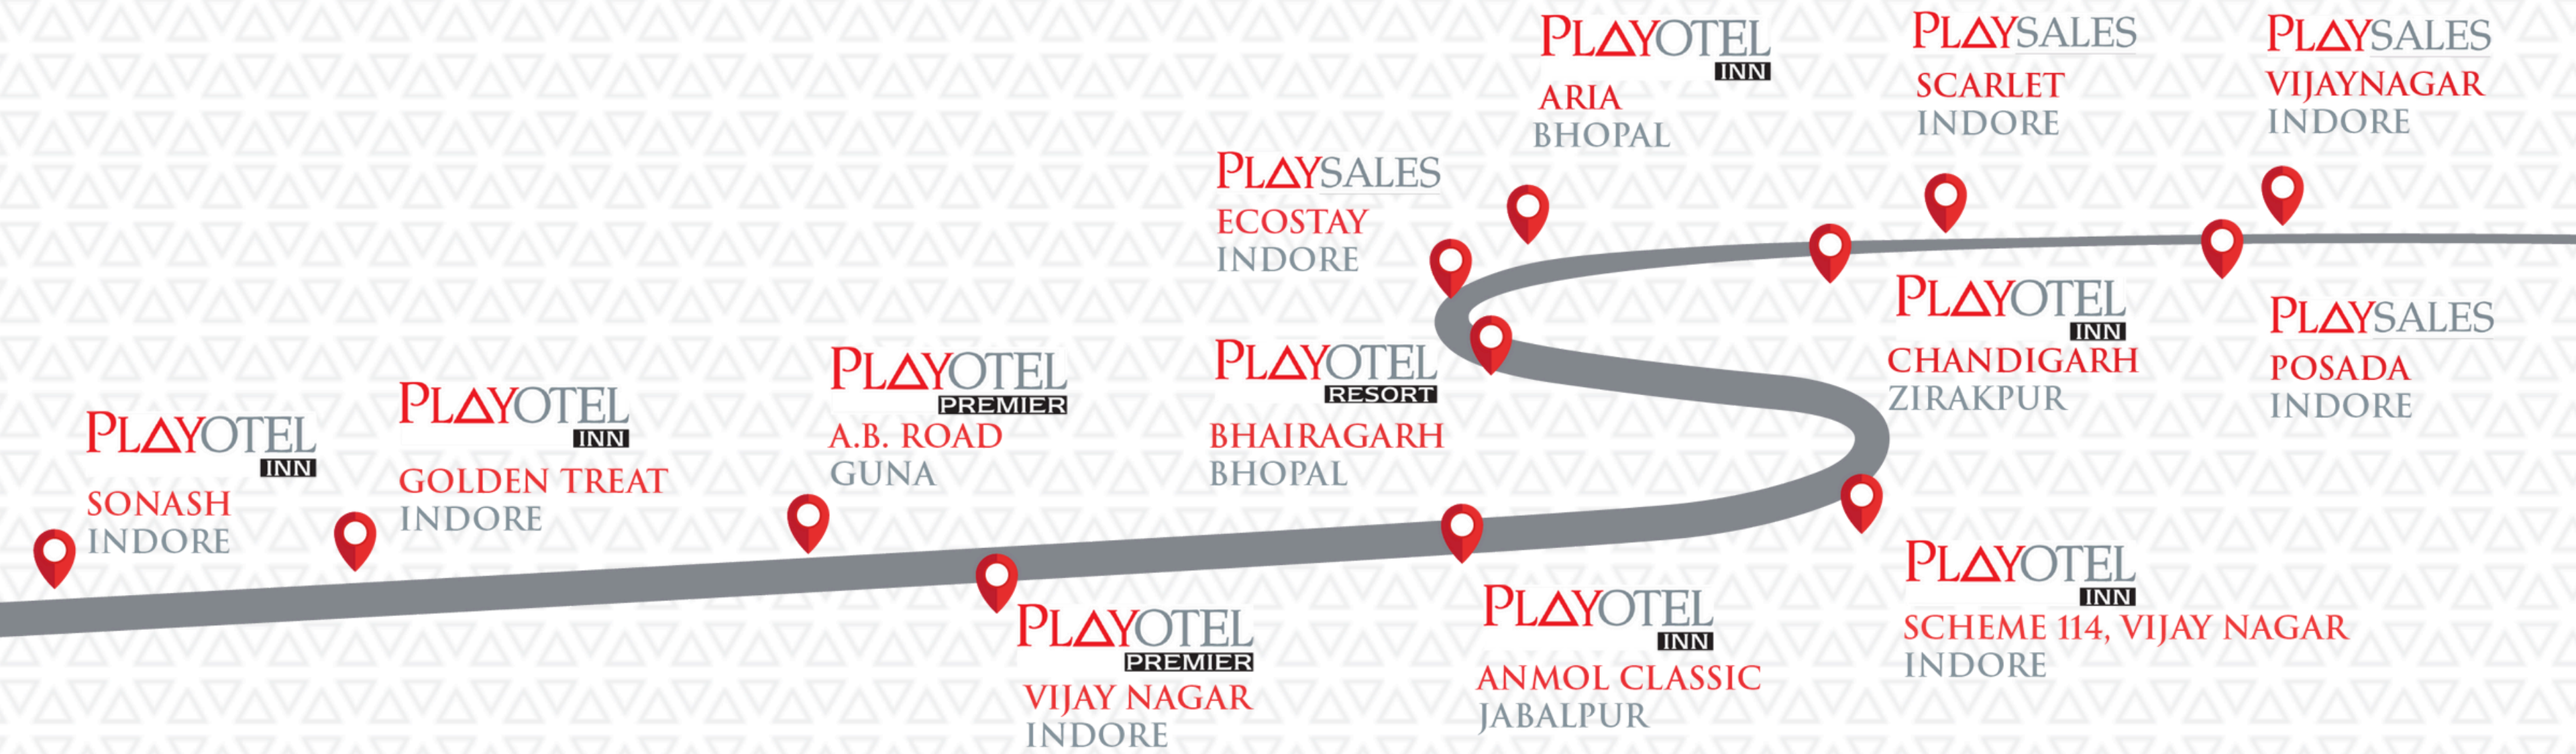 PLAYOTEL
INN
SONASH
INDORE
PLAYOTEL
INN
GOLDEN TREAT
INDORE
PLAYOTEL
PREMIER
A.B. ROAD
GUNA
PLAYOTEL
PREMIER
VIJAY NAGAR
INDORE
PLAYOTEL
INN
ANMOL CLASSIC
JABALPUR
PLAYOTEL
INN
SCHEME 114, VIJAY NAGAR
INDORE
PLAYOTEL
RESORT
BHAIRAGARH
BHOPAL
PLAYSALES
ECOSTAY
INDORE
PLAYOTEL
INN
ARIA
BHOPAL
PLAYOTEL
INN
CHANDIGARH
ZIRAKPUR
PLAYSALES
SCARLET
INDORE
PLAYSALES
POSADA
INDORE
PLAYSALES
VIJAYNAGAR
INDORE